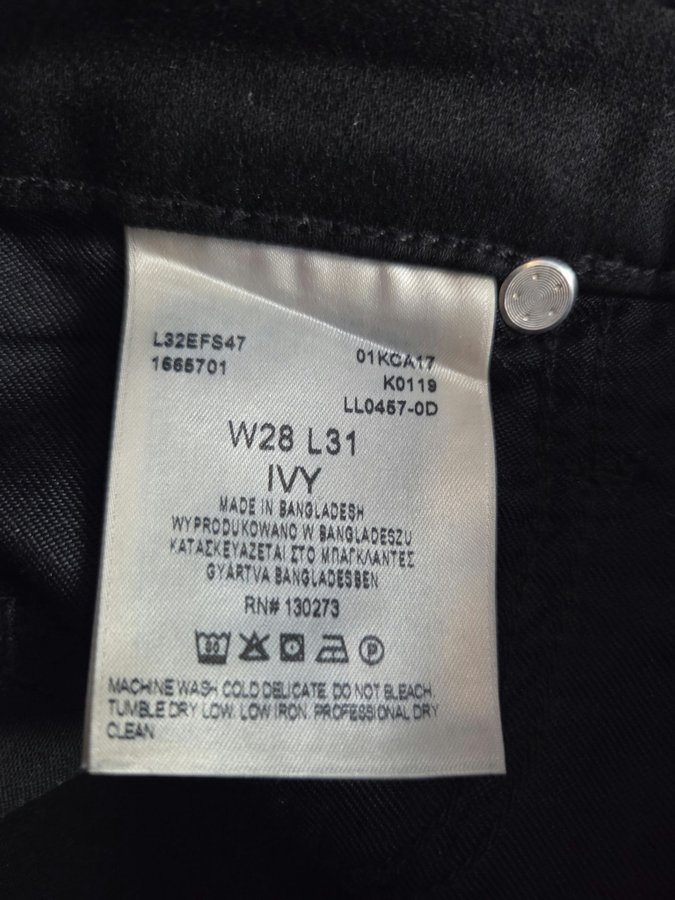 L32EFS47
1665701
01KCA17
K0119
LL0457-0D
W28 L31
IVY
MADE IN BANGLADESH
WYPRODUKOWANO W BANGLADESZU
ΚΑΤΑΣΚΕΥΑΖΕΤΑΙ ΣΤΟ ΜΠΑΓΚΛΑΝΤΕΣ
GYÁRTVA BANGLADESBEN
RN# 130273
30 P
MACHINE WASH COLD DELICATE. DO NOT BLEACH.
TUMBLE DRY LOW. LOW IRON. PROFESSIONAL DRY
CLEAN